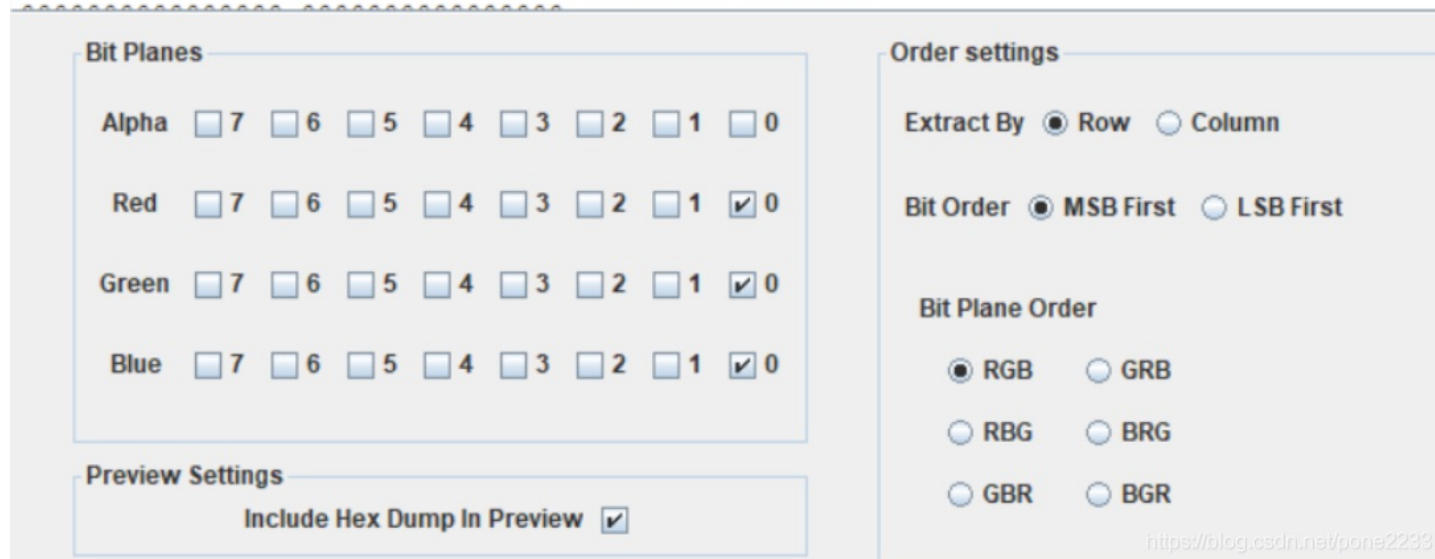 Bit Planes
Alpha 7 6 5 4 3 2 1 0
Red 7 6 5 4 3 2 1 0
Green 7 6 5 4 3 2 1 0
Blue 7 6 5 4 3 2 1 0
Preview Settings
Include Hex Dump In Preview
Order settings
Extract By Row Column
Bit Order MSB First LSB First
Bit Plane Order
RGB GRB
RBG BRG
GBR BGR
https://blog.csdn.net/pone2233